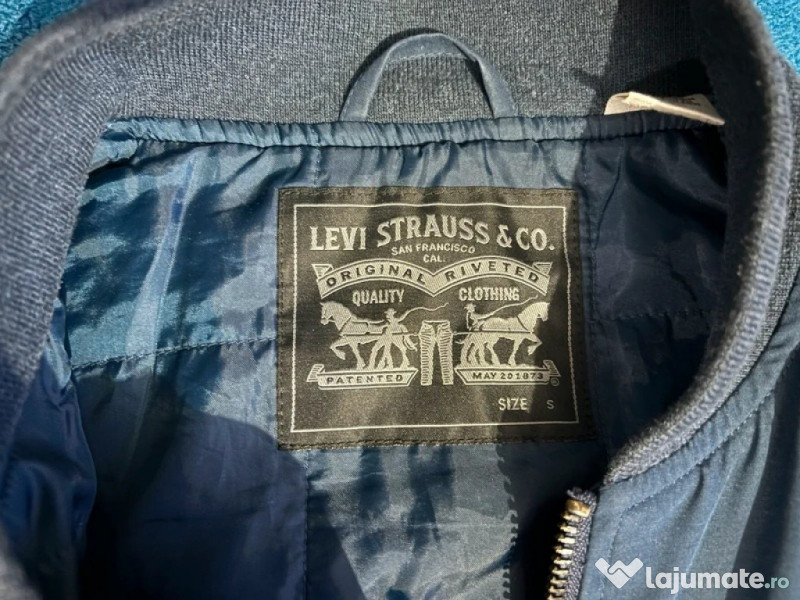 LEVI STRAUSS & CO.
SAN FRANCISCO
CAL.
ORIGINAL RIVETED
QUALITY CLOTHING
PATENTED MAY 20 1873
®
SIZE S
lajumate.ro